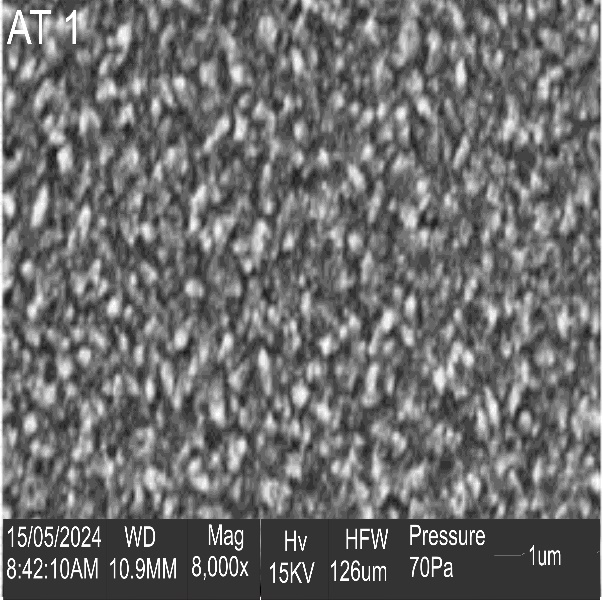 AT 1
15/05/2024 WD Mag Hv HFW Pressure 1um
8:42:10AM 10.9MM 8,000x 15KV 126um 70Pa